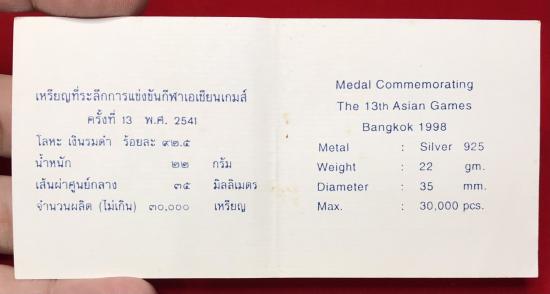 เหรียญที่ระลึกการแข่งขันกีฬาเอเชียนเกมส์
ครั้งที่ 13 พ.ศ. 2541
โลหะ เงินรมดำ ร้อยละ ๙๒.๕
น้ำหนัก ๒๒ กรัม
เส้นผ่าศูนย์กลาง ๓๕ มิลลิเมตร
จำนวนผลิต (ไม่เกิน) ๓๐,๐๐๐ เหรียญ
Medal Commemorating
The 13th Asian Games
Bangkok 1998
Metal : Silver 925
Weight : 22 gm.
Diameter : 35 mm.
Max. : 30,000 pcs.